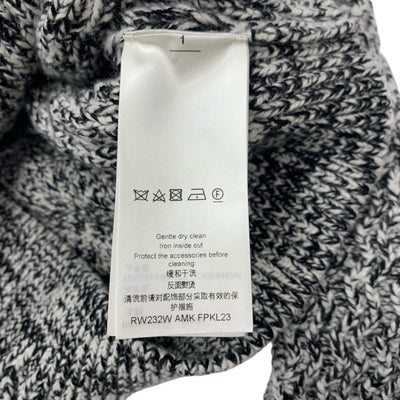 1
Gentle dry clean
Iron inside out
Protect the accessories before
cleaning
缓和干洗
反面熨烫
清洗前请对配饰部分采取有效的保
护措施
RW232W AMK FPKL23